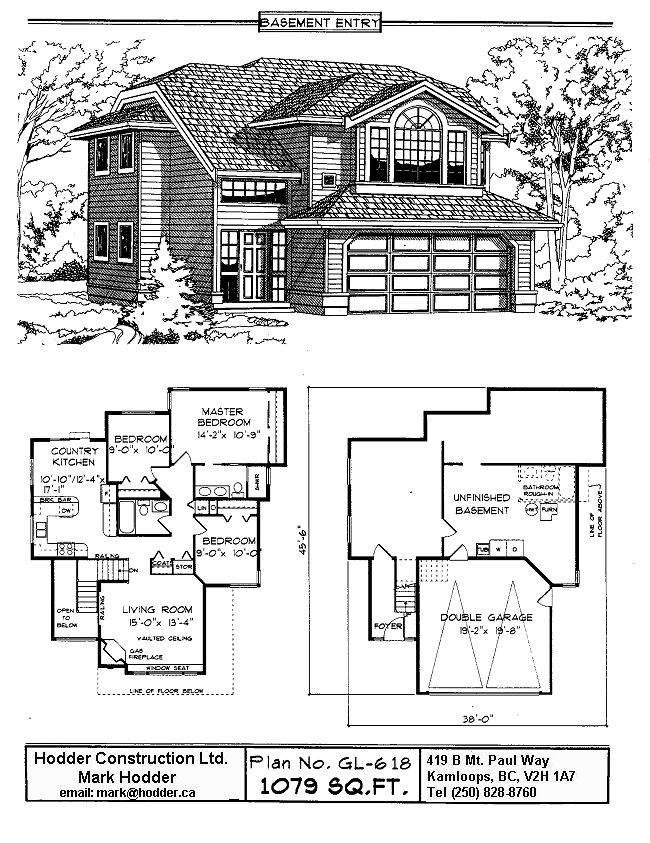 BASEMENT ENTRY
MASTER
BEDROOM
14'-2" x 10'-9"
BEDROOM
9'-0" x 10'-0"
COUNTRY
KITCHEN
10'-10"/12'-4" x
17'-1"
BRK BAR
DW
F
SHWR
LIN
BEDROOM
9'-0" x 10'-0"
COATS
STOR
RAILING
DN
RAILING
OPEN
TO
BELOW
LIVING ROOM
15'-0" x 13'-4"
VAULTED CEILING
GAS
FIREPLACE
WINDOW SEAT
LINE OF FLOOR BELOW
45'-6"
UNFINISHED
BASEMENT
BATHROOM
ROUGH-IN
HWT
FURN
LINE OF
FLOOR ABOVE
TUB W D
DOUBLE GARAGE
19'-2" x 19'-8"
FOYER
38'-0"
Hodder Construction Ltd.
Mark Hodder
email: mark@hodder.ca
Plan No. GL-618
1079 SQ.FT.
419 B Mt. Paul Way
Kamloops, BC, V2H 1A7
Tel (250) 828-8760